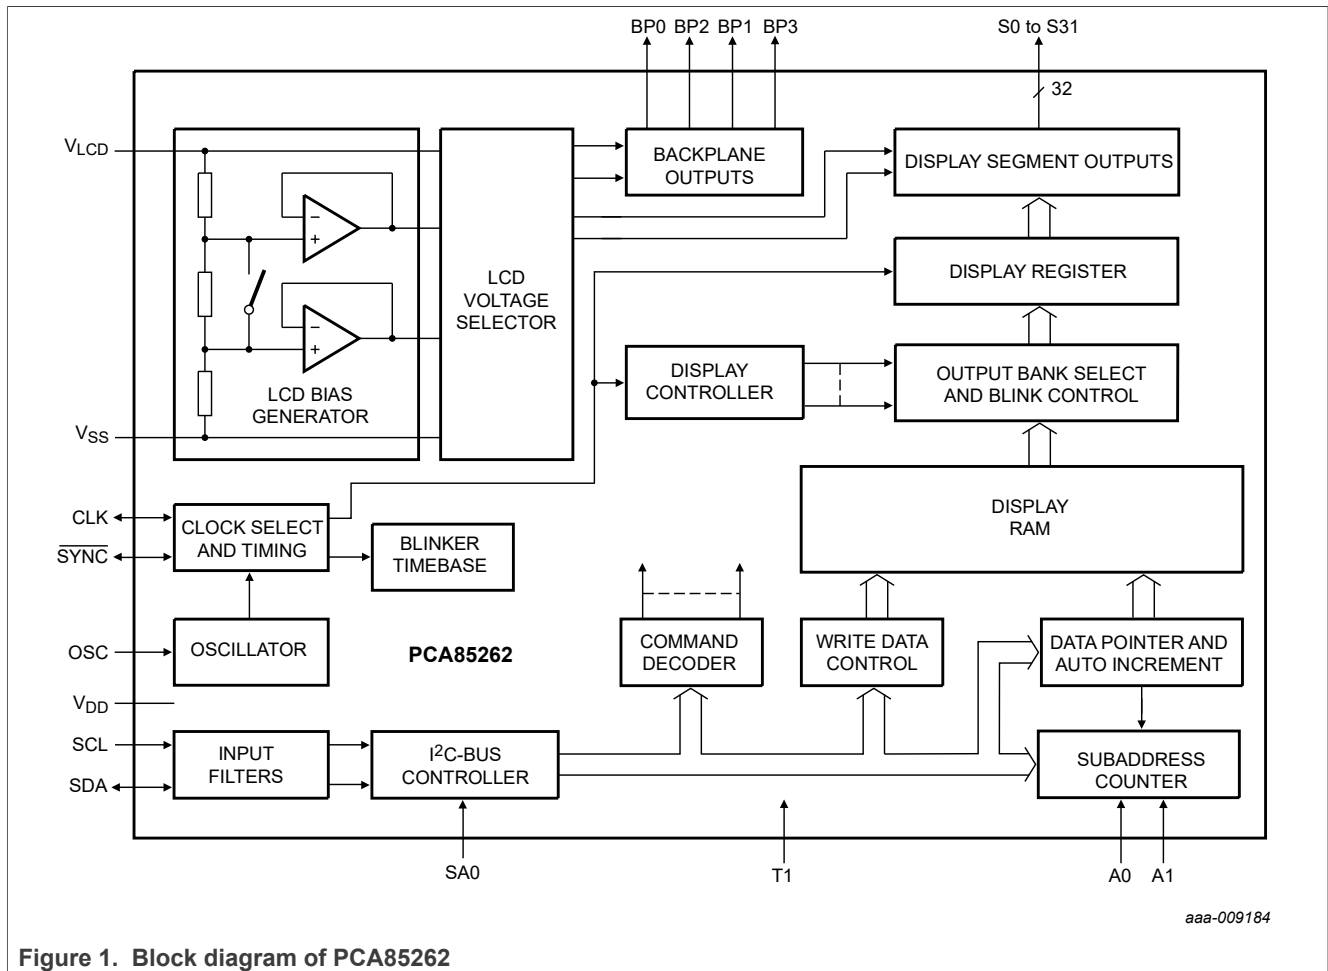 BP0 BP2 BP1 BP3
S0 to S31
32
VLCD
BACKPLANE
OUTPUTS
DISPLAY SEGMENT OUTPUTS
−
+
LCD
VOLTAGE
SELECTOR
DISPLAY REGISTER
−
+
LCD BIAS
GENERATOR
DISPLAY
CONTROLLER
OUTPUT BANK SELECT
AND BLINK CONTROL
VSS
CLK
SYNC
CLOCK SELECT
AND TIMING
BLINKER
TIMEBASE
DISPLAY
RAM
OSC
OSCILLATOR
PCA85262
COMMAND
DECODER
WRITE DATA
CONTROL
DATA POINTER AND
AUTO INCREMENT
VDD
SCL
SDA
INPUT
FILTERS
I2C-BUS
CONTROLLER
SUBADDRESS
COUNTER
SA0
T1
A0 A1
aaa-009184
Figure 1. Block diagram of PCA85262